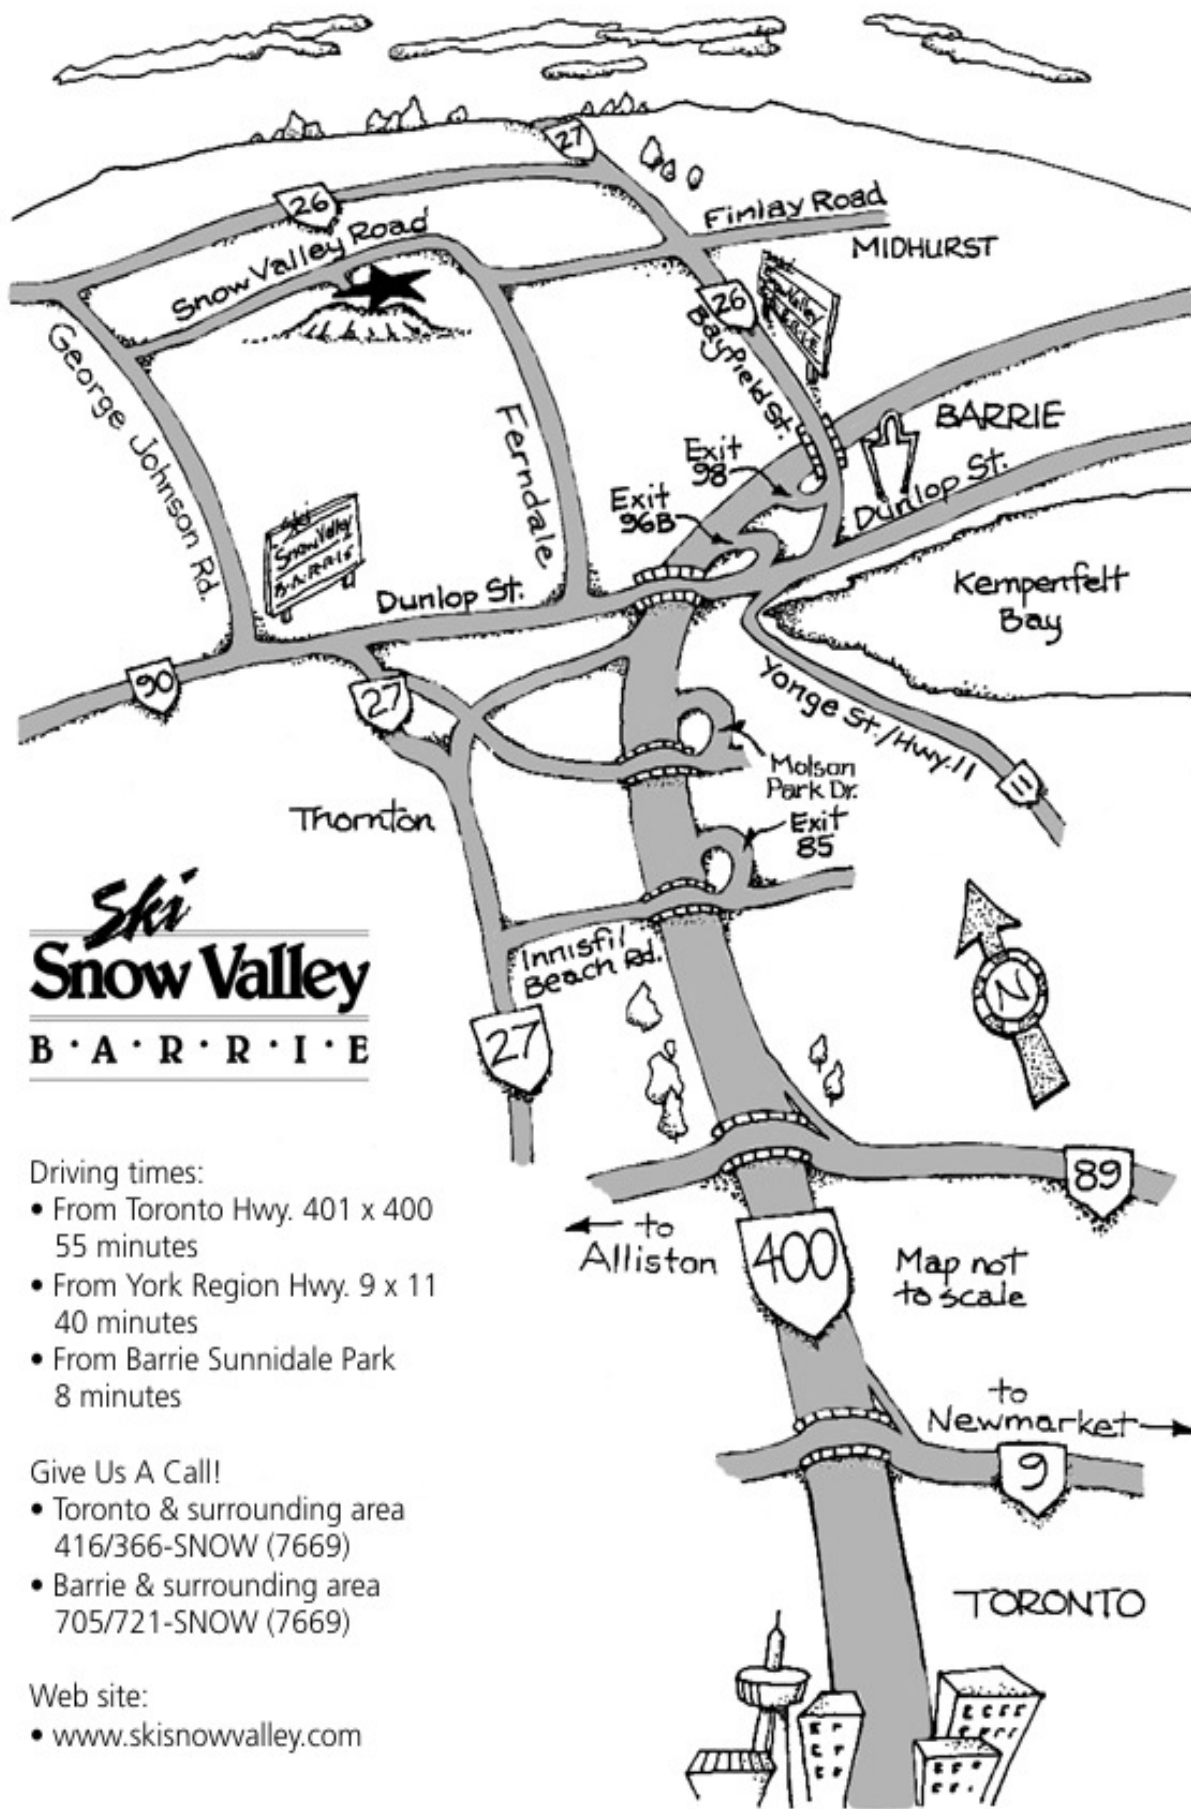 27
26
Snow Valley Road
Finlay Road
MIDHURST
26
Snow Valley
Bayfield St.
George Johnson Rd.
Ferndale
BARRIE
Exit
98
Exit
96B
Dunlop St.
Ski
Snow Valley
B·A·R·R·I·E
Dunlop St.
Kempenfelt
Bay
90
27
Yonge St./Hwy.11
11
Molson
Park Dr.
Thornton
Exit
85
Innisfil
Beach Rd.
N
27
Ski
Snow Valley
B·A·R·R·I·E
89
Driving times:
• From Toronto Hwy. 401 x 400
55 minutes
• From York Region Hwy. 9 x 11
40 minutes
• From Barrie Sunnidale Park
8 minutes
to
Alliston
400
Map not
to scale
to
Newmarket
9
Give Us A Call!
• Toronto & surrounding area
416/366-SNOW (7669)
• Barrie & surrounding area
705/721-SNOW (7669)
TORONTO
Web site:
• www.skisnowvalley.com